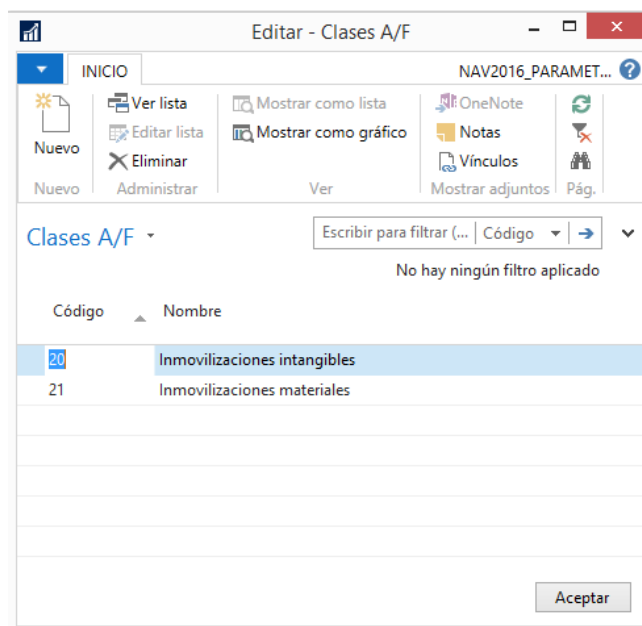 Editar - Clases A/F
INICIO
NAV2016_PARAMET...
Nuevo
Ver lista
Editar lista
Eliminar
Mostrar como lista
Mostrar como gráfico
OneNote
Notas
Vínculos
Nuevo
Administrar
Ver
Mostrar adjuntos
Pág.
Clases A/F
Escribir para filtrar (...
Código
No hay ningún filtro aplicado
Código Nombre
20 Inmovilizaciones intangibles
21 Inmovilizaciones materiales
Aceptar